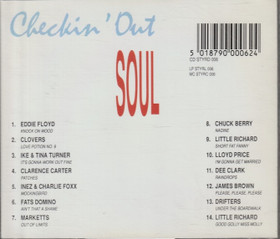 Checkin' Out
SOUL
5 018790 000624
CD STYRD 006
LP STYRL 006
MC STYRC 006
1. EDDIE FLOYD
KNOCK ON WOOD
2. CLOVERS
LOVE POTION NO. 9
3. IKE & TINA TURNER
IT'S GONNA WORK OUT FINE
4. CLARENCE CARTER
PATCHES
5. INEZ & CHARLIE FOXX
MOCKINGBIRD
6. FATS DOMINO
AIN'T THAT A SHAME
7. MARKETTS
OUT OF LIMITS
8. CHUCK BERRY
NADINE
9. LITTLE RICHARD
SHORT FAT FANNY
10. LLOYD PRICE
I'M GONNA GET MARRIED
11. DEE CLARK
RAINDROPS
12. JAMES BROWN
PLEASE, PLEASE, PLEASE
13. DRIFTERS
UNDER THE BOARDWALK
14. LITTLE RICHARD
GOOD GOLLY MISS MOLLY